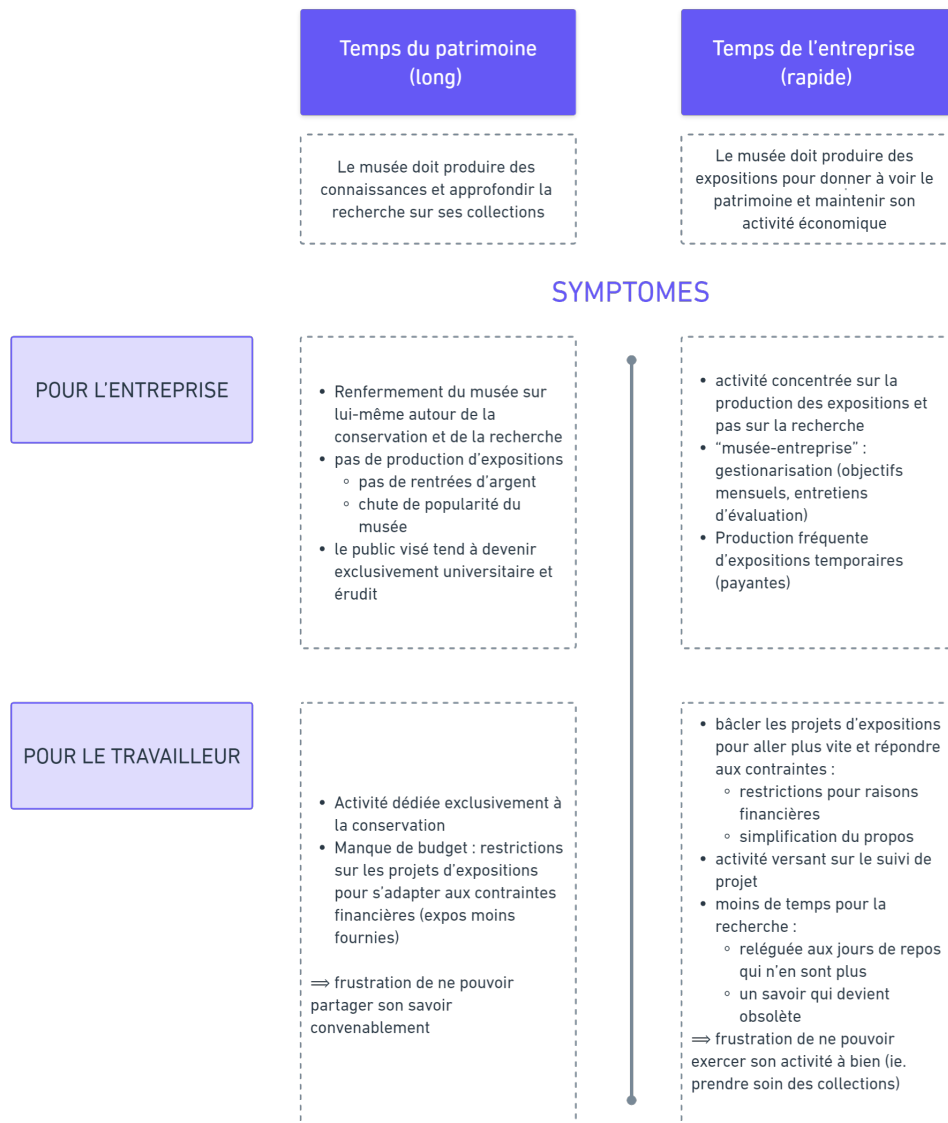 Temps du patrimoine
(long)
Temps de l’entreprise
(rapide)
Le musée doit produire des
connaissances et approfondir la
recherche sur ses collections
Le musée doit produire des
expositions pour donner à voir le
patrimoine et maintenir son
activité économique
SYMPTOMES
POUR L’ENTREPRISE
• Renfermement du musée sur
lui-même autour de la
conservation et de la recherche
• pas de production d’expositions
◦ pas de rentrées d’argent
◦ chute de popularité du
musée
• le public visé tend à devenir
exclusivement universitaire et
érudit
• activité concentrée sur la
production des expositions et
pas sur la recherche
• “musée-entreprise” :
gestionarisation (objectifs
mensuels, entretiens
d’évaluation)
• Production fréquente
d’expositions temporaires
(payantes)
POUR LE TRAVAILLEUR
• Activité dédiée exclusivement à
la conservation
• Manque de budget : restrictions
sur les projets d’expositions
pour s’adapter aux contraintes
financières (expos moins
fournies)
⟹ frustration de ne pouvoir
partager son savoir
convenablement
• bâcler les projets d’expositions
pour aller plus vite et répondre
aux contraintes :
◦ restrictions pour raisons
financières
◦ simplification du propos
• activité versant sur le suivi de
projet
• moins de temps pour la
recherche :
◦ reléguée aux jours de repos
qui n’en sont plus
◦ un savoir qui devient
obsolète
⟹ frustration de ne pouvoir
exercer son activité à bien (ie.
prendre soin des collections)